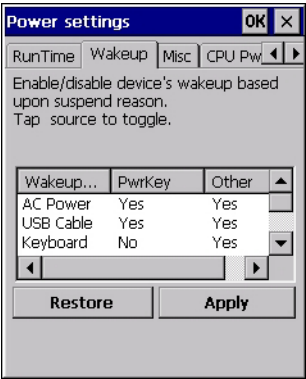 Power settings OK ×
RunTime Wakeup Misc CPU Pw
Enable/disable device's wakeup based
upon suspend reason.
Tap source to toggle.
Wakeup... PwrKey Other
AC Power Yes Yes
USB Cable Yes Yes
Keyboard No Yes
Restore Apply